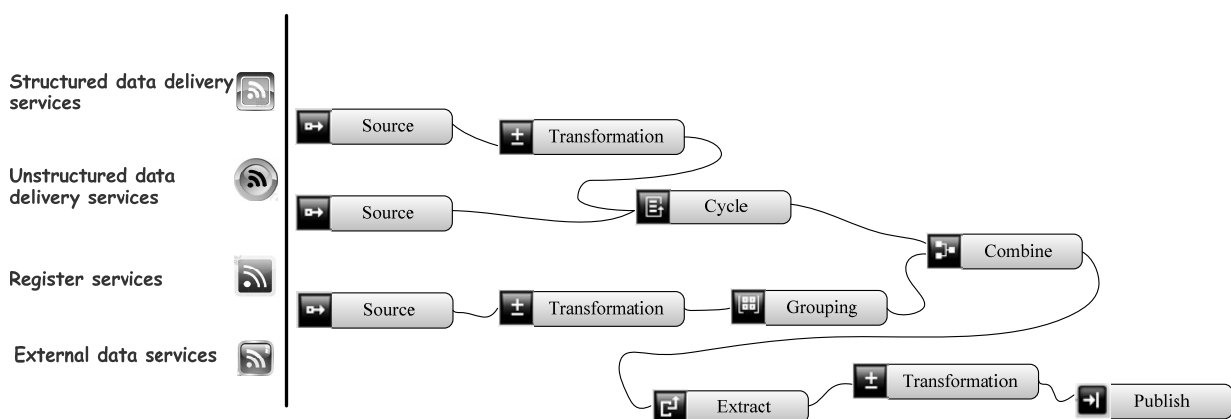 Structured data delivery
services
Unstructured data
delivery services
Register services
External data services
Source
Transformation
Source
Cycle
Combine
Source
Transformation
Grouping
Extract
Transformation
Publish